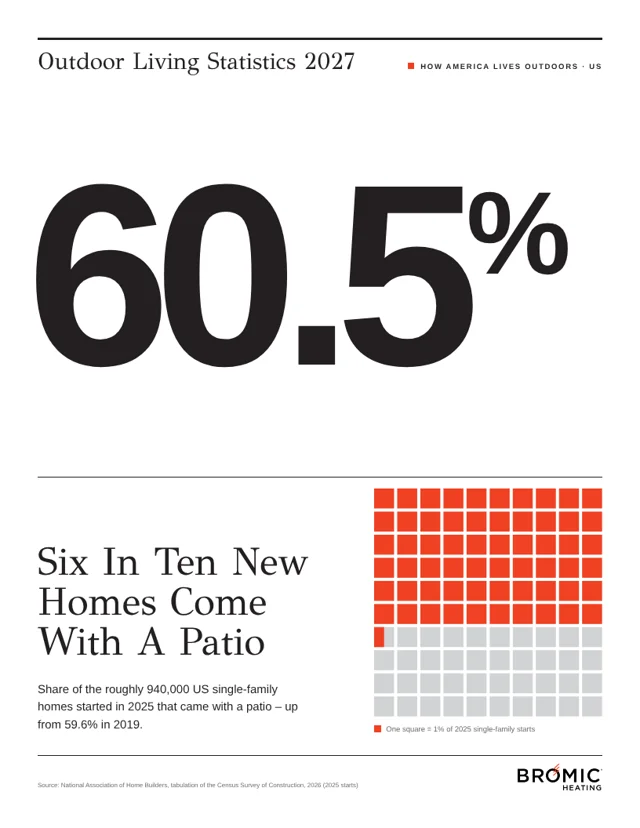 Outdoor Living Statistics 2027
HOW AMERICA LIVES OUTDOORS · US
60.5%
Six In Ten New
Homes Come
With A Patio
Share of the roughly 940,000 US single-family
homes started in 2025 that came with a patio – up
from 59.6% in 2019.
One square = 1% of 2025 single-family starts
Source: National Association of Home Builders, tabulation of the Census Survey of Construction, 2026 (2025 starts)
BROMIC
HEATING